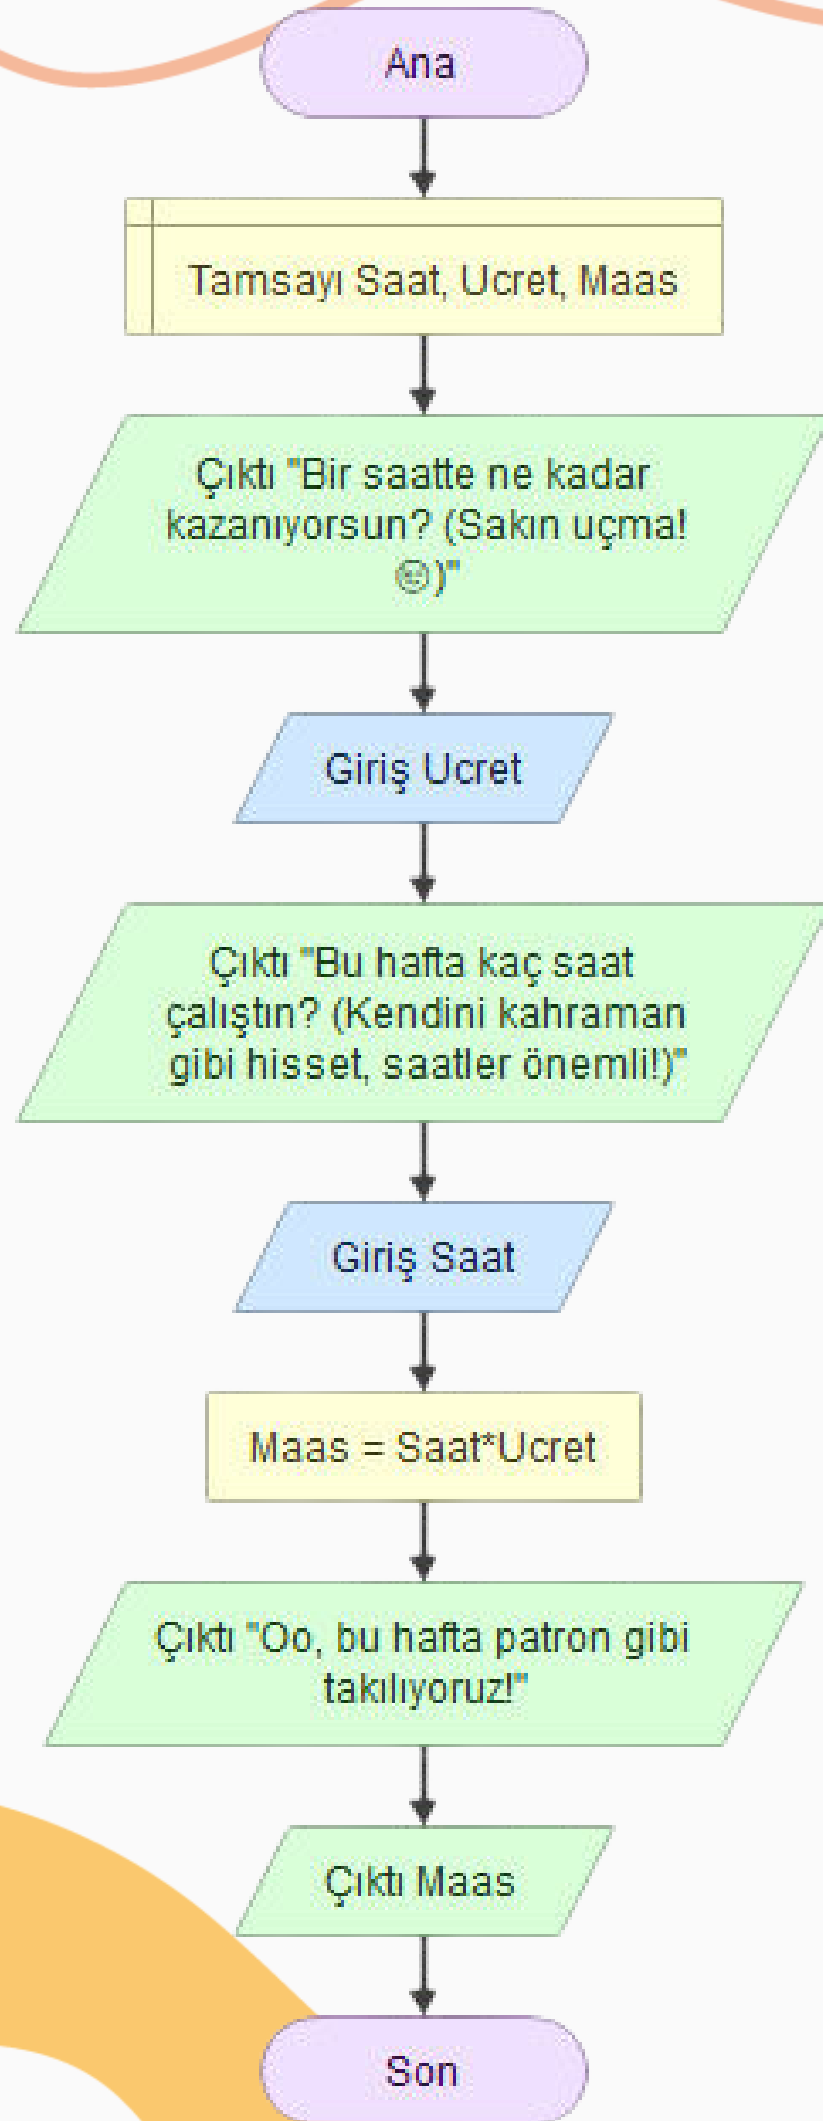 Ana
Tamsayı Saat, Ucret, Maas
Çıktı "Bir saatte ne kadar
kazanıyorsun? (Sakın uçma!
😉)"
Giriş Ucret
Çıktı "Bu hafta kaç saat
çalıştın? (Kendini kahraman
gibi hisset, saatler önemli!)"
Giriş Saat
Maas = Saat*Ucret
Çıktı "Oo, bu hafta patron gibi
takılıyoruz!"
Çıktı Maas
Son